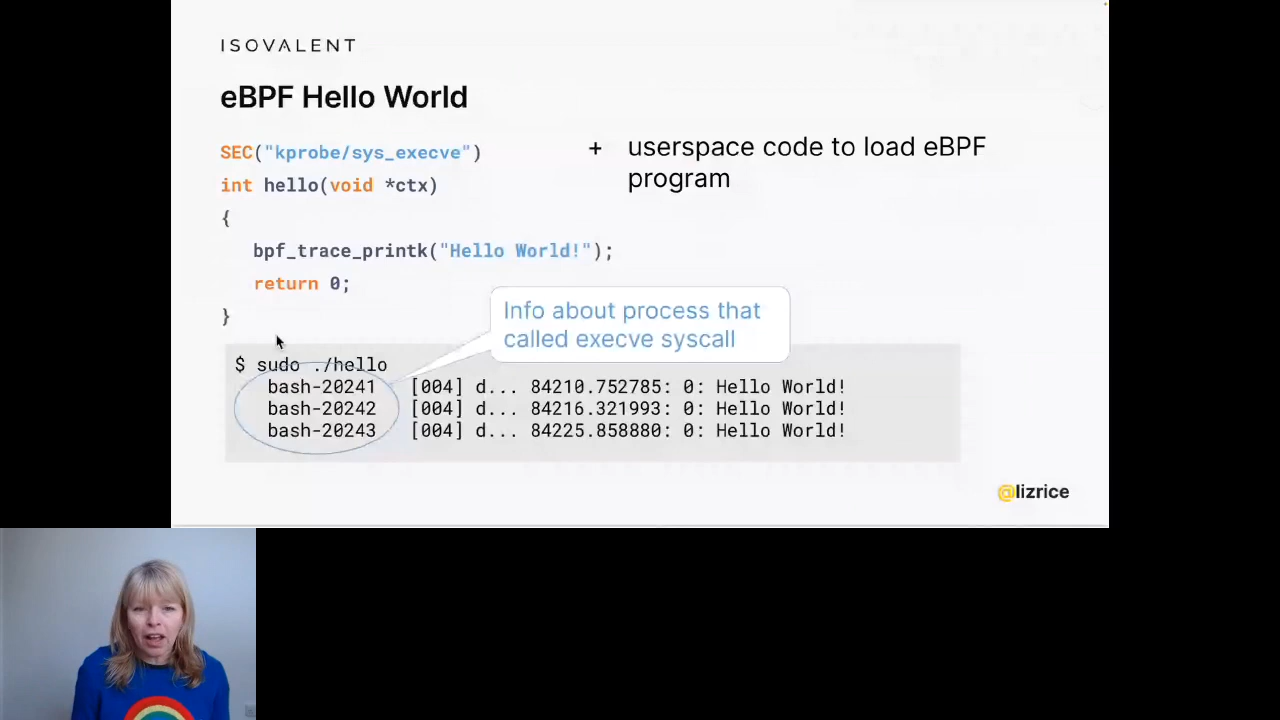 ISOVALENT
eBPF Hello World
SEC("kprobe/sys_execve")
int hello(void *ctx)
{
bpf_trace_printk("Hello World!");
return 0;
}
+ userspace code to load eBPF
program
Info about process that
called execve syscall
$ sudo ./hello
bash-20241 [004] d... 84210.752785: 0: Hello World!
bash-20242 [004] d... 84216.321993: 0: Hello World!
bash-20243 [004] d... 84225.858880: 0: Hello World!
@lizrice